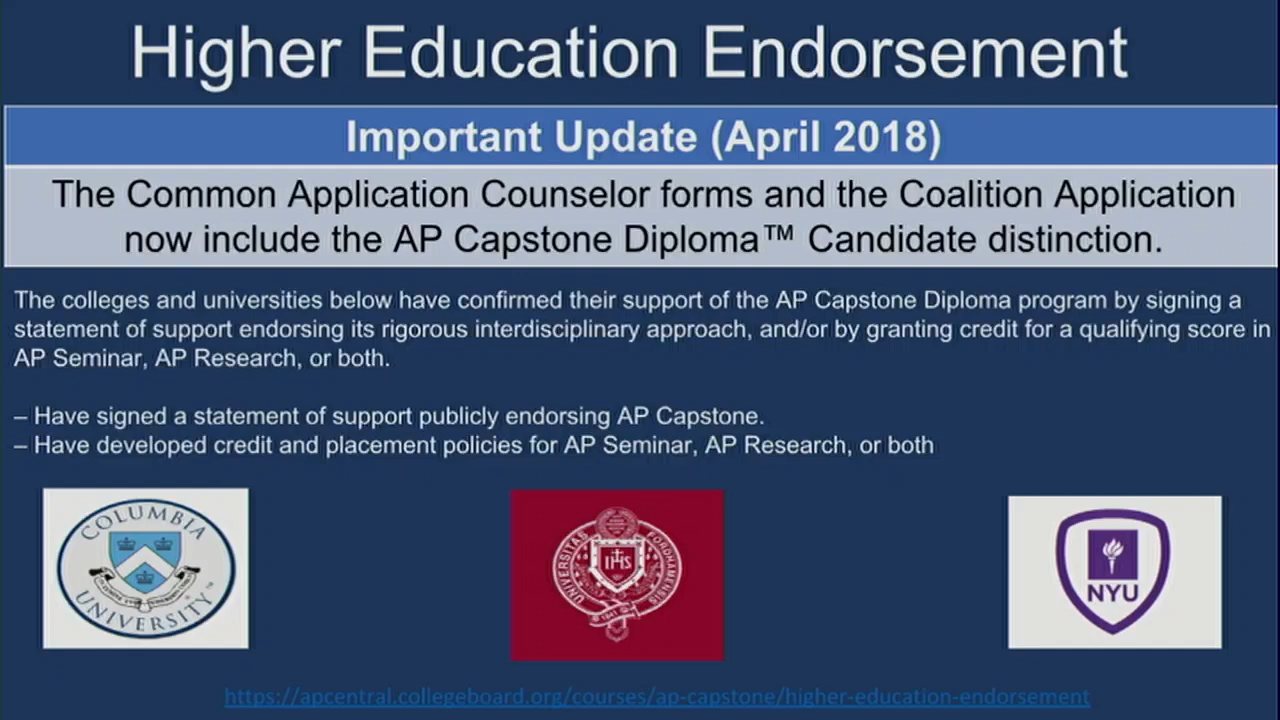 Higher Education Endorsement
Important Update (April 2018)
The Common Application Counselor forms and the Coalition Application
now include the AP Capstone Diploma™ Candidate distinction.
The colleges and universities below have confirmed their support of the AP Capstone Diploma program by signing a
statement of support endorsing its rigorous interdisciplinary approach, and/or by granting credit for a qualifying score in
AP Seminar, AP Research, or both.
– Have signed a statement of support publicly endorsing AP Capstone.
– Have developed credit and placement policies for AP Seminar, AP Research, or both
COLUMBIA
UNIVERSITY™
UNIVERSITAS
FORDHAMENSIS
IHS
1841
NYU
https://apcentral.collegeboard.org/courses/ap-capstone/higher-education-endorsement